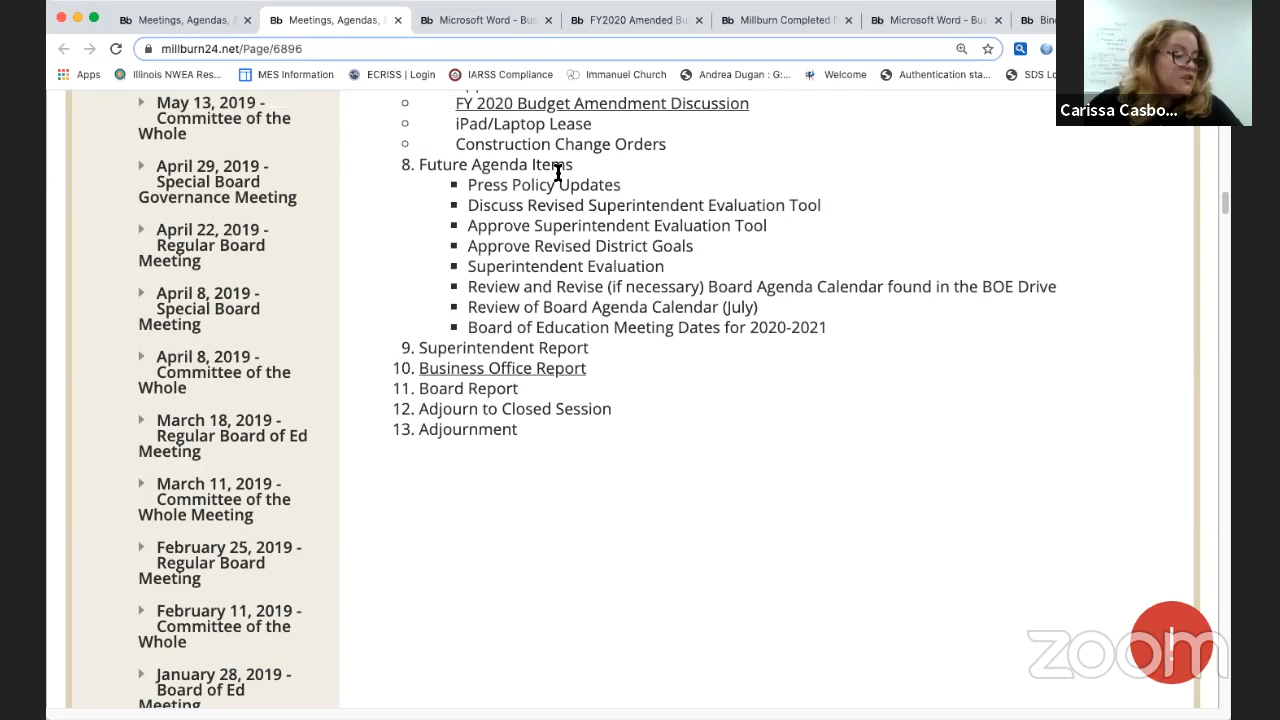 Meetings, Agendas,
Meetings, Agendas,
Microsoft Word - Bus
FY2020 Amended Bu
Millburn Completed
Microsoft Word - Bus
millburn24.net/Page/6896
Apps
Illinois NWEA Res...
MES Information
ECRISS | Login
IARSS Compliance
Immanuel Church
Andrea Dugan : G:...
Welcome
Authentication sta...
SDS Lo
Carissa Casbo...
May 13, 2019 -
Committee of the
Whole
April 29, 2019 -
Special Board
Governance Meeting
April 22, 2019 -
Regular Board
Meeting
April 8, 2019 -
Special Board
Meeting
April 8, 2019 -
Committee of the
Whole
March 18, 2019 -
Regular Board of Ed
Meeting
March 11, 2019 -
Committee of the
Whole Meeting
February 25, 2019 -
Regular Board
Meeting
February 11, 2019 -
Committee of the
Whole
January 28, 2019 -
Board of Ed
Meeting
FY 2020 Budget Amendment Discussion
iPad/Laptop Lease
Construction Change Orders
8. Future Agenda Items
Press Policy Updates
Discuss Revised Superintendent Evaluation Tool
Approve Superintendent Evaluation Tool
Approve Revised District Goals
Superintendent Evaluation
Review and Revise (if necessary) Board Agenda Calendar found in the BOE Drive
Review of Board Agenda Calendar (July)
Board of Education Meeting Dates for 2020-2021
9. Superintendent Report
10. Business Office Report
11. Board Report
12. Adjourn to Closed Session
13. Adjournment
zoom